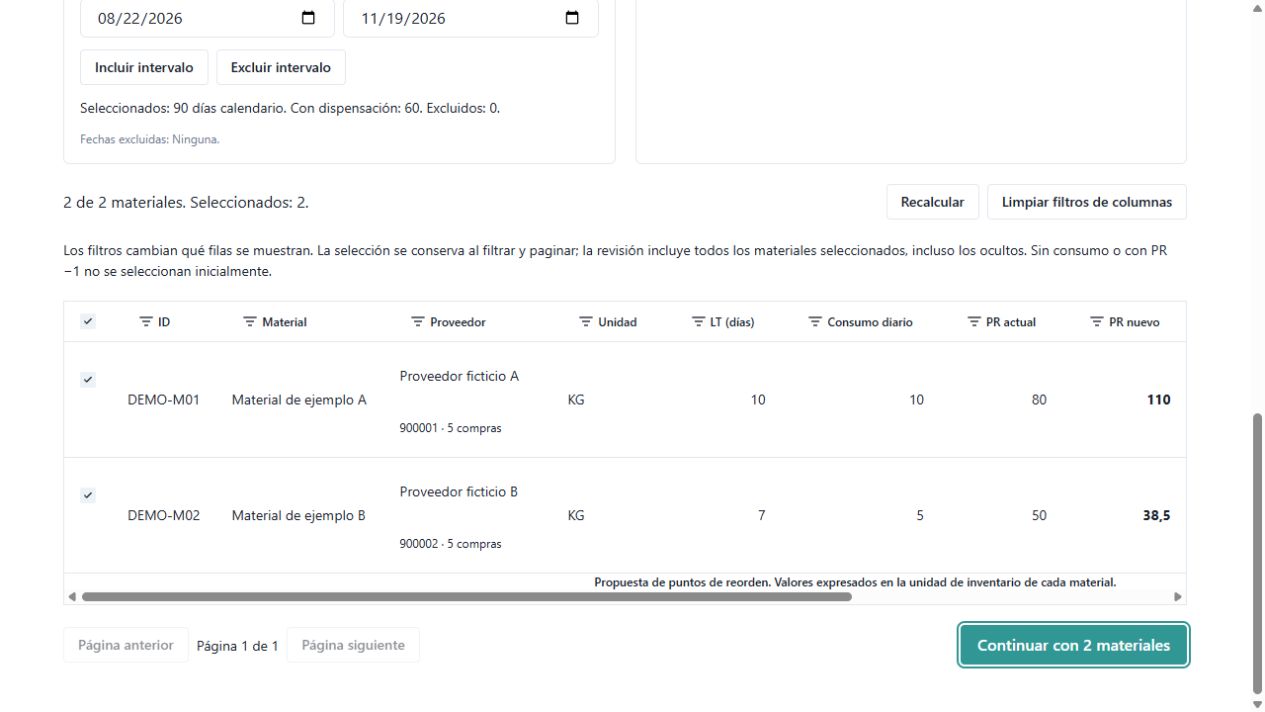 08/22/2026 11/19/2026
Incluir intervalo Excluir intervalo
Seleccionados: 90 días calendario. Con dispensación: 60. Excluidos: 0.
Fechas excluidas: Ninguna.
2 de 2 materiales. Seleccionados: 2. Recalcular Limpiar filtros de columnas
Los filtros cambian qué filas se muestran. La selección se conserva al filtrar y paginar; la revisión incluye todos los materiales seleccionados, incluso los ocultos. Sin consumo o con PR
−1 no se seleccionan inicialmente.
ID Material Proveedor Unidad LT (días) Consumo diario PR actual PR nuevo
Proveedor ficticio A
DEMO-M01 Material de ejemplo A KG 10 10 80 110
900001 · 5 compras
Proveedor ficticio B
DEMO-M02 Material de ejemplo B KG 7 5 50 38,5
900002 · 5 compras
Propuesta de puntos de reorden. Valores expresados en la unidad de inventario de cada material.
Página anterior Página 1 de 1 Página siguiente Continuar con 2 materiales